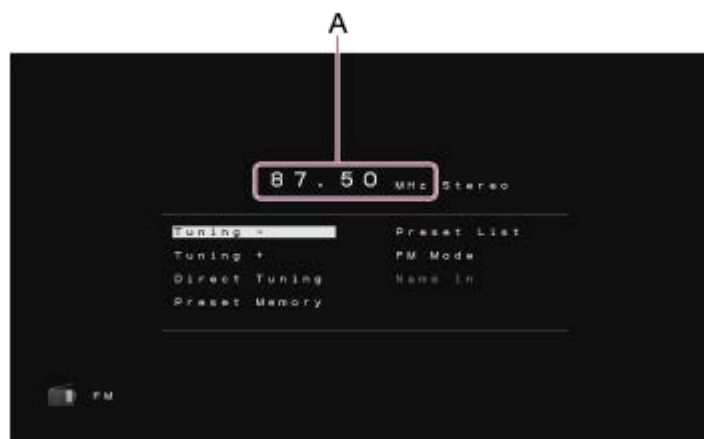 A
87.50 MHz Stereo
Tuning -
Tuning +
Direct Tuning
Preset Memory
Preset List
FM Mode
Name In
FM